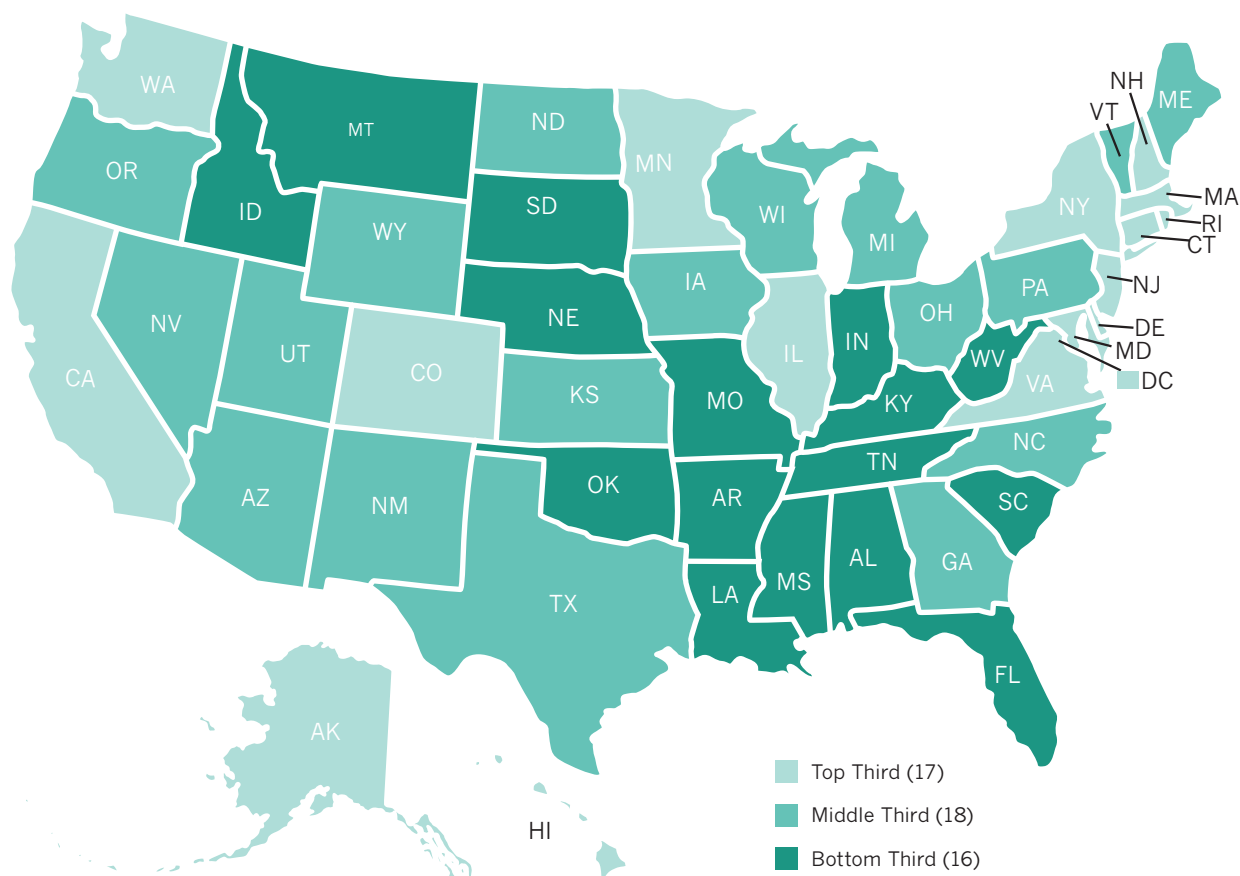 NH
ME
VT
WA
ND
MT
MN
OR
MA
SD
ID
NY
WI
RI
WY
MI
CT
IA
PA
NJ
NE
OH
NV
DE
UT
IN
MD
IL
WV
CO
DC
CA
VA
KS
MO
KY
NC
TN
OK
AZ
AR
SC
NM
AL
GA
MS
LA
TX
FL
AK
Top Third (17)
Middle Third (18)
HI
Bottom Third (16)